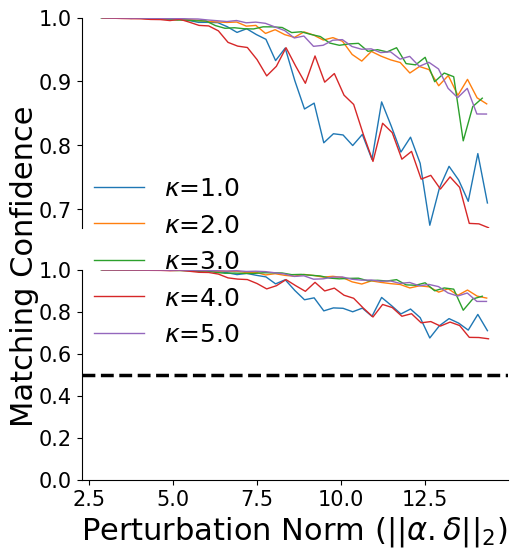 1.0
0.9
0.8
0.7
κ=1.0
κ=2.0
κ=3.0
κ=4.0
κ=5.0
Matching Confidence
1.0
0.8
0.6
0.4
0.2
0.0
2.5 5.0 7.5 10.0 12.5
Perturbation Norm (||α.δ||₂)